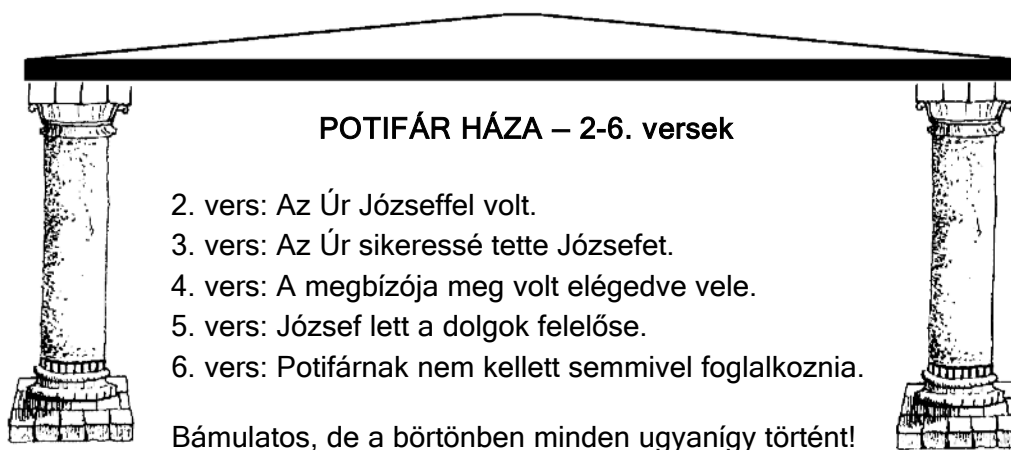 POTIFÁR HÁZA – 2-6. versek
2. vers: Az Úr Józseffel volt.
3. vers: Az Úr sikeressé tette Józsefet.
4. vers: A megbízója meg volt elégedve vele.
5. vers: József lett a dolgok felelőse.
6. vers: Potifárnak nem kellett semmivel foglalkoznia.
Bámulatos, de a börtönben minden ugyanígy történt!